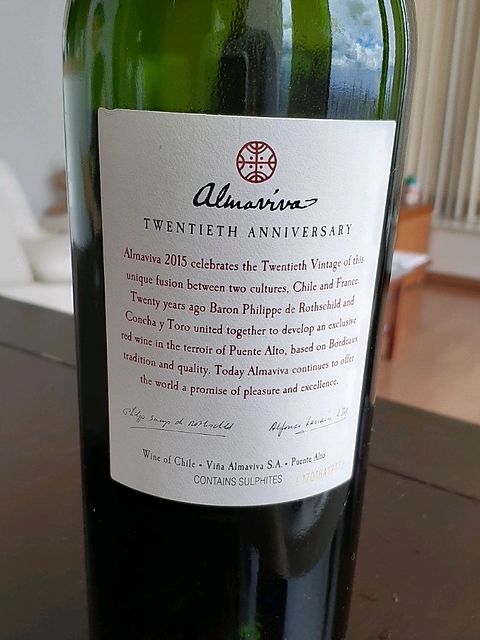 Almaviva
TWENTIETH ANNIVERSARY
Almaviva 2015 celebrates the Twentieth Vintage of this
unique fusion between two cultures, Chile and France.
Twenty years ago Baron Philippe de Rothschild and
Concha y Toro united together to develop an exclusive
red wine in the terroir of Puente Alto, based on Bordeaux
tradition and quality. Today Almaviva continues to offer
the world a promise of pleasure and excellence.
de Rothschild
Wine of Chile • Viña Almaviva S.A. • Puente Alto
CONTAINS SULPHITES